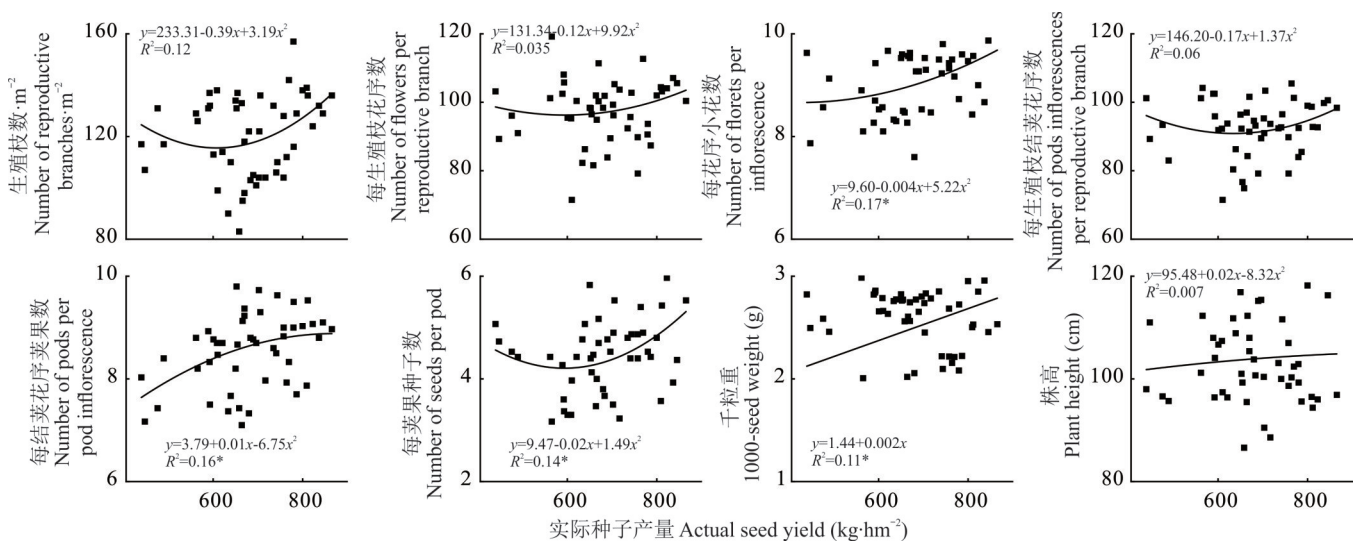 生殖枝数·m⁻²
Number of reproductive
branches·m⁻²
160
120
80
y=233.31-0.39x+3.19x²
R²=0.12
每生殖枝花序数
Number of flowers per
reproductive branch
120
100
80
60
y=131.34-0.12x+9.92x²
R²=0.035
每花序小花数
Number of florets per
inflorescence
10
8
6
y=9.60-0.004x+5.22x²
R²=0.17*
每生殖枝结荚花序数
Number of pods inflorescences
per reproductive branch
120
100
80
60
y=146.20-0.17x+1.37x²
R²=0.06
每结荚花序荚果数
Number of pods per
pod inflorescence
10
8
6
y=3.79+0.01x-6.75x²
R²=0.16*
600
800
每荚果种子数
Number of seeds per pod
6
4
2
y=9.47-0.02x+1.49x²
R²=0.14*
600
800
千粒重
1000-seed weight (g)
3
2
1
y=1.44+0.002x
R²=0.11*
600
800
株高
Plant height (cm)
120
100
80
y=95.48+0.02x-8.32x²
R²=0.007
600
800
实际种子产量 Actual seed yield (kg·hm⁻²)